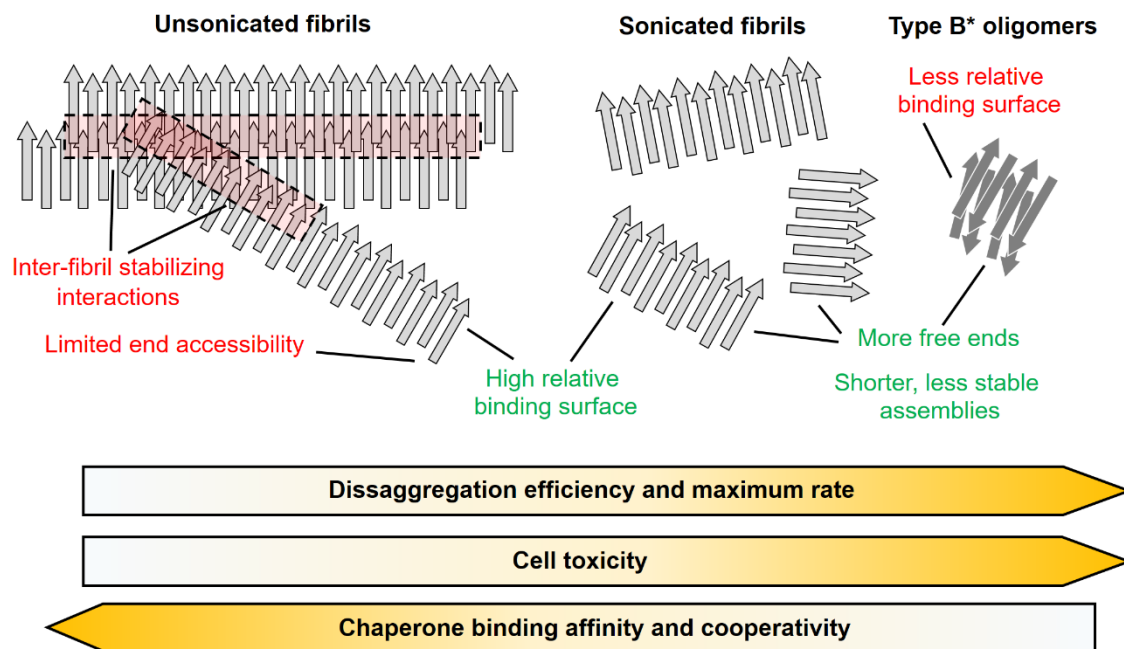 Unsonicated fibrils
Sonicated fibrils
Type B* oligomers
Less relative
binding surface
Inter-fibril stabilizing
interactions
Limited end accessibility
High relative
binding surface
More free ends
Shorter, less stable
assemblies
Dissaggregation efficiency and maximum rate
Cell toxicity
Chaperone binding affinity and cooperativity